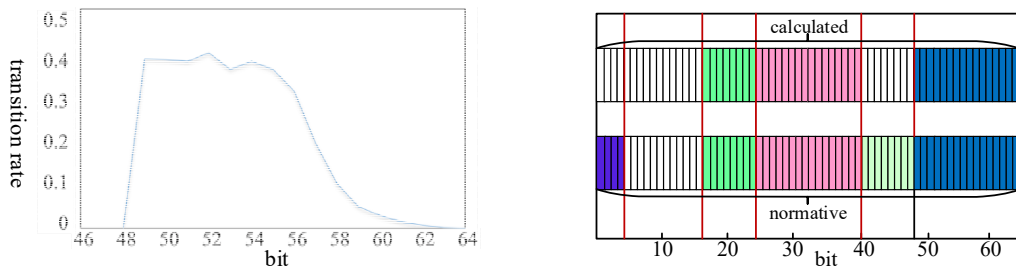 0.5
0.4
0.3
0.2
0.1
0
transition rate
46 48 50 52 54 56 58 60 62 64
bit
calculated
normative
10 20 30 40 50 60
bit